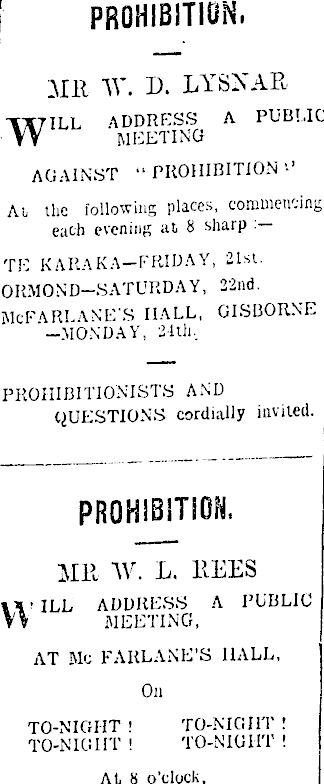 PROHIBITION.
MR W. D. LYSNAR
WILL ADDRESS A PUBLIC
MEETING
AGAINST "PROHIBITION"
At the following places, commencing
each evening at 8 sharp :—
TE KARAKA—FRIDAY, 21st.
ORMOND—SATURDAY, 22nd.
McFARLANE'S HALL, GISBORNE
—MONDAY, 24th.
PROHIBITIONISTS AND
QUESTIONS cordially invited.
PROHIBITION.
MR W. L. REES
WILL ADDRESS A PUBLIC
MEETING,
AT Mc FARLANE'S HALL,
On
TO-NIGHT ! TO-NIGHT !
TO-NIGHT ! TO-NIGHT !
At 8 o'clock,